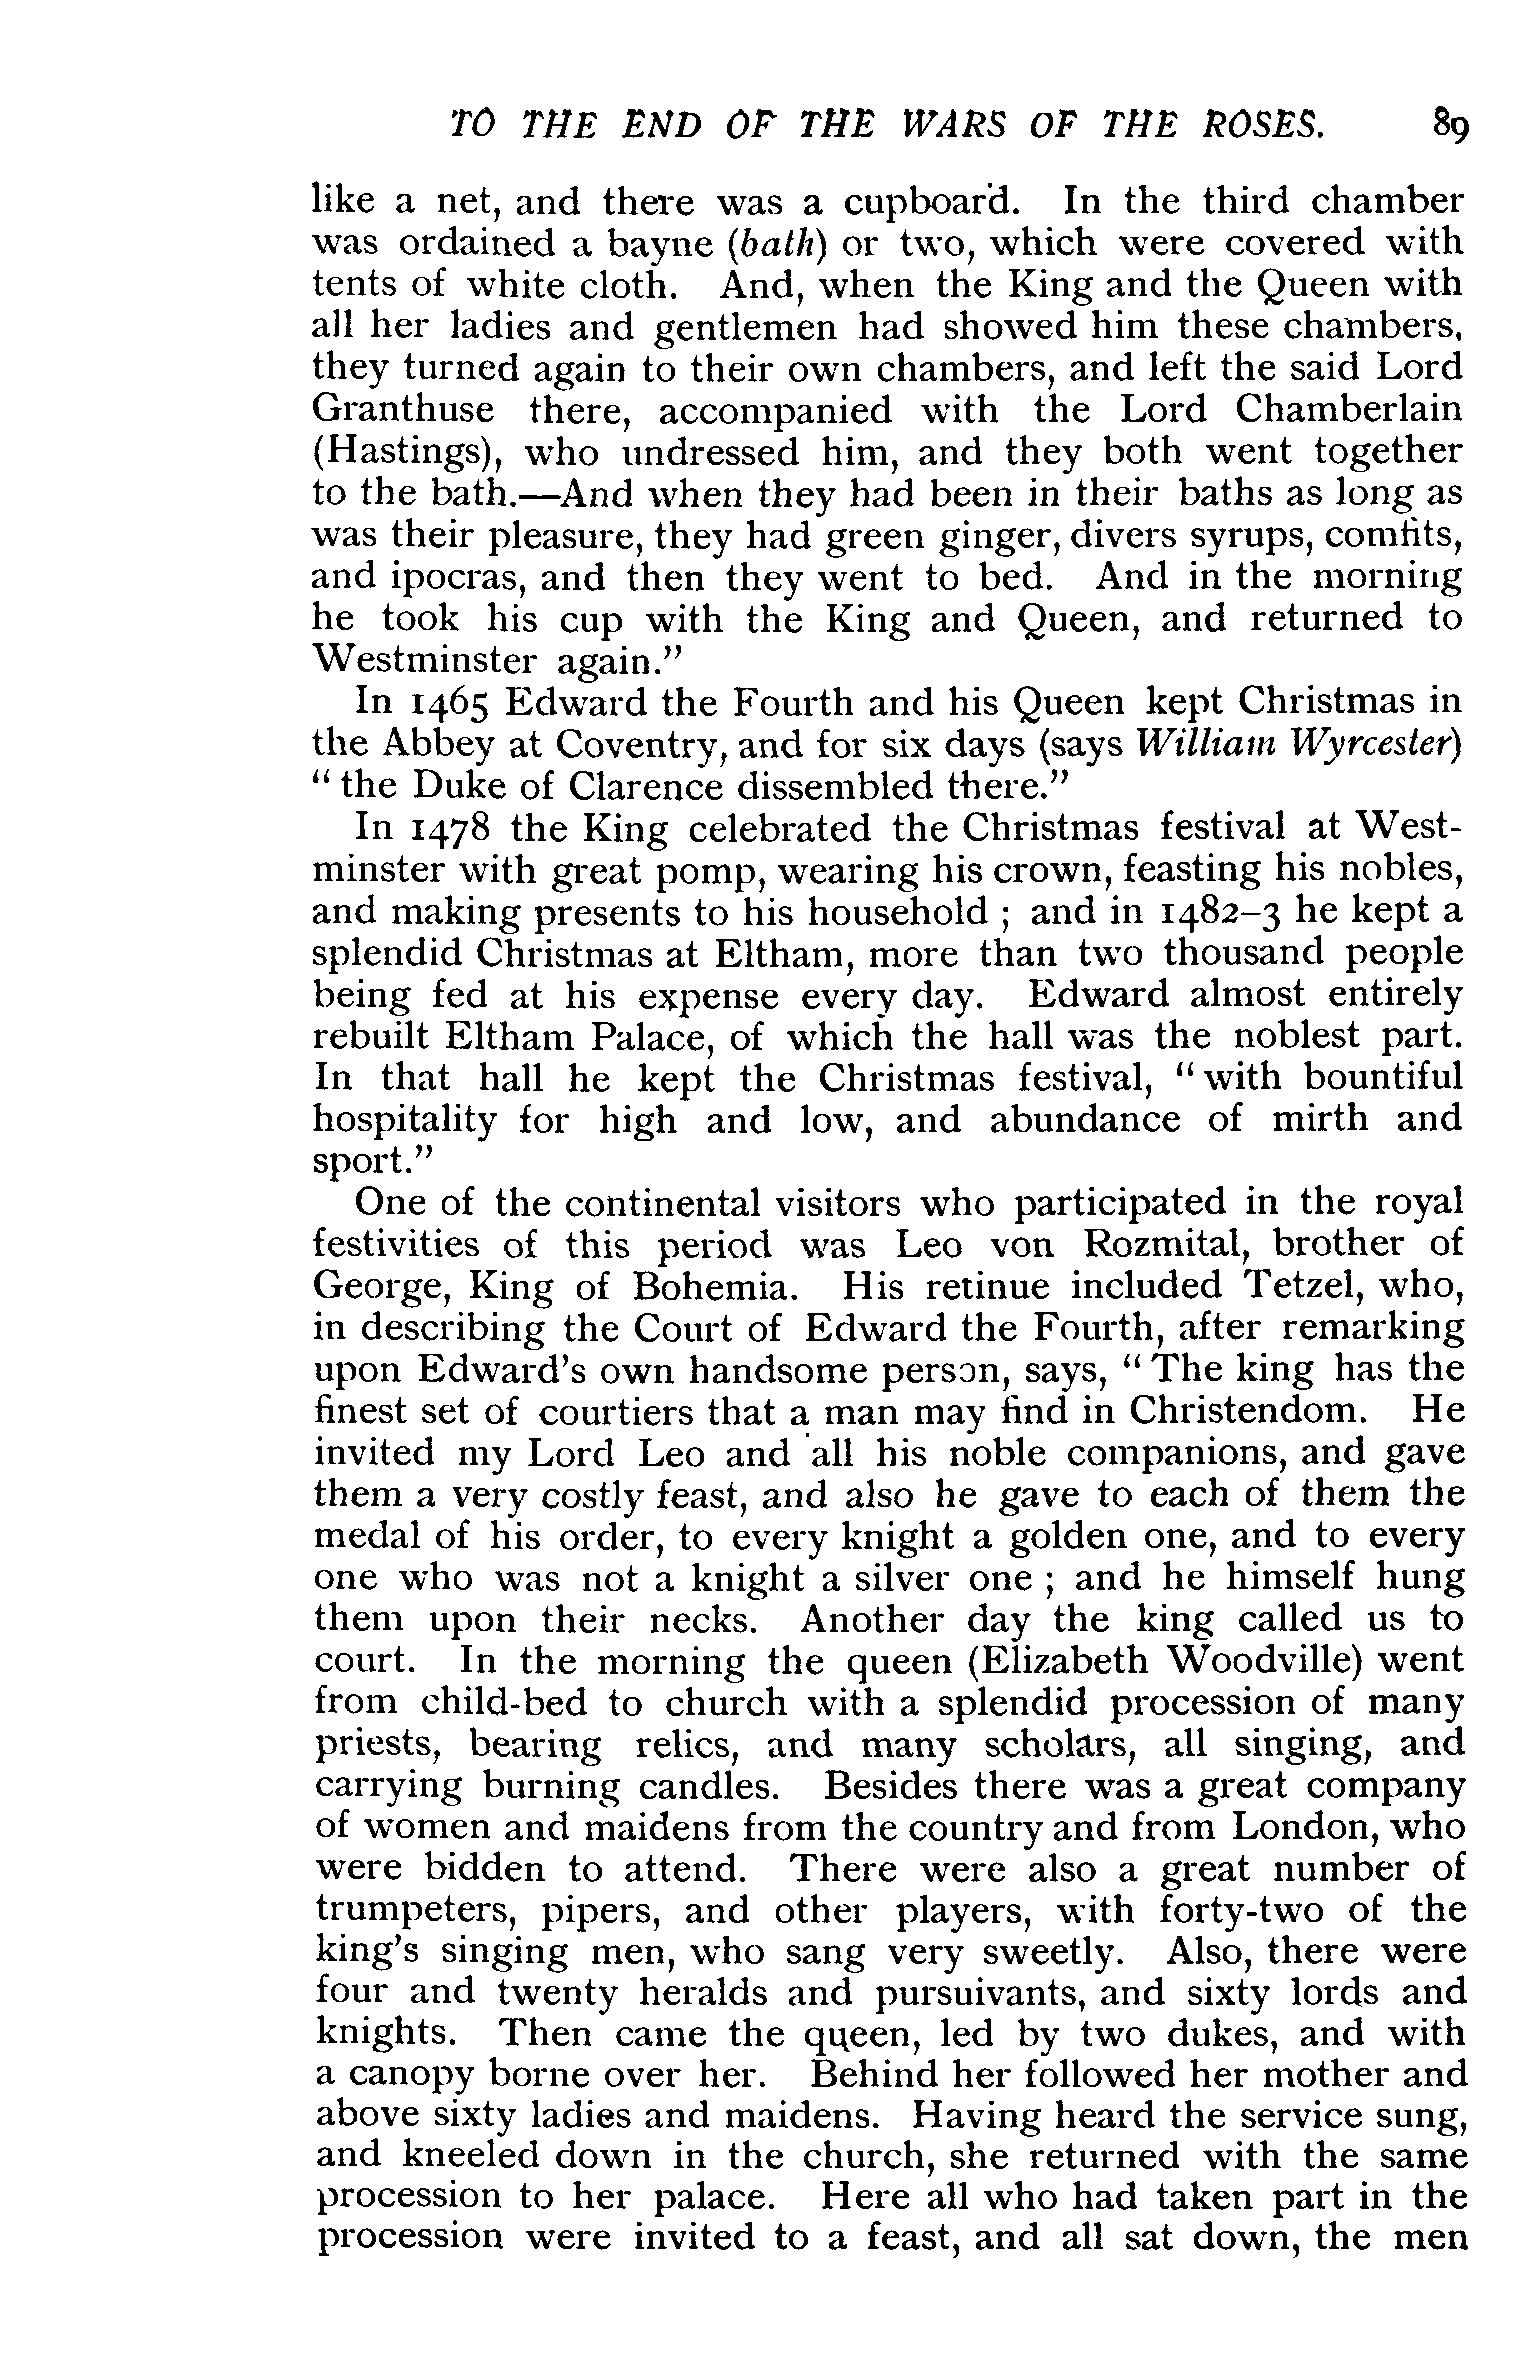 TO THE END OF THE WARS OF THE ROSES. 89
like a net, and there was a cupboard. In the third chamber
was ordained a bayne (bath) or two, which were covered with
tents of white cloth. And, when the King and the Queen with
all her ladies and gentlemen had showed him these chambers,
they turned again to their own chambers, and left the said Lord
Granthuse there, accompanied with the Lord Chamberlain
(Hastings), who undressed him, and they both went together
to the bath.—And when they had been in their baths as long as
was their pleasure, they had green ginger, divers syrups, comfits,
and ipocras, and then they went to bed. And in the morning
he took his cup with the King and Queen, and returned to
Westminster again.”
In 1465 Edward the Fourth and his Queen kept Christmas in
the Abbey at Coventry, and for six days (says William Wyrcester)
“the Duke of Clarence dissembled there.”
In 1478 the King celebrated the Christmas festival at West-
minster with great pomp, wearing his crown, feasting his nobles,
and making presents to his household ; and in 1482–3 he kept a
splendid Christmas at Eltham, more than two thousand people
being fed at his expense every day. Edward almost entirely
rebuilt Eltham Palace, of which the hall was the noblest part.
In that hall he kept the Christmas festival, “with bountiful
hospitality for high and low, and abundance of mirth and
sport.”
One of the continental visitors who participated in the royal
festivities of this period was Leo von Rozmital, brother of
George, King of Bohemia. His retinue included Tetzel, who,
in describing the Court of Edward the Fourth, after remarking
upon Edward’s own handsome person, says, “The king has the
finest set of courtiers that a man may find in Christendom. He
invited my Lord Leo and all his noble companions, and gave
them a very costly feast, and also he gave to each of them the
medal of his order, to every knight a golden one, and to every
one who was not a knight a silver one ; and he himself hung
them upon their necks. Another day the king called us to
court. In the morning the queen (Elizabeth Woodville) went
from child-bed to church with a splendid procession of many
priests, bearing relics, and many scholars, all singing, and
carrying burning candles. Besides there was a great company
of women and maidens from the country and from London, who
were bidden to attend. There were also a great number of
trumpeters, pipers, and other players, with forty-two of the
king’s singing men, who sang very sweetly. Also, there were
four and twenty heralds and pursuivants, and sixty lords and
knights. Then came the queen, led by two dukes, and with
a canopy borne over her. Behind her followed her mother and
above sixty ladies and maidens. Having heard the service sung,
and kneeled down in the church, she returned with the same
procession to her palace. Here all who had taken part in the
procession were invited to a feast, and all sat down, the men